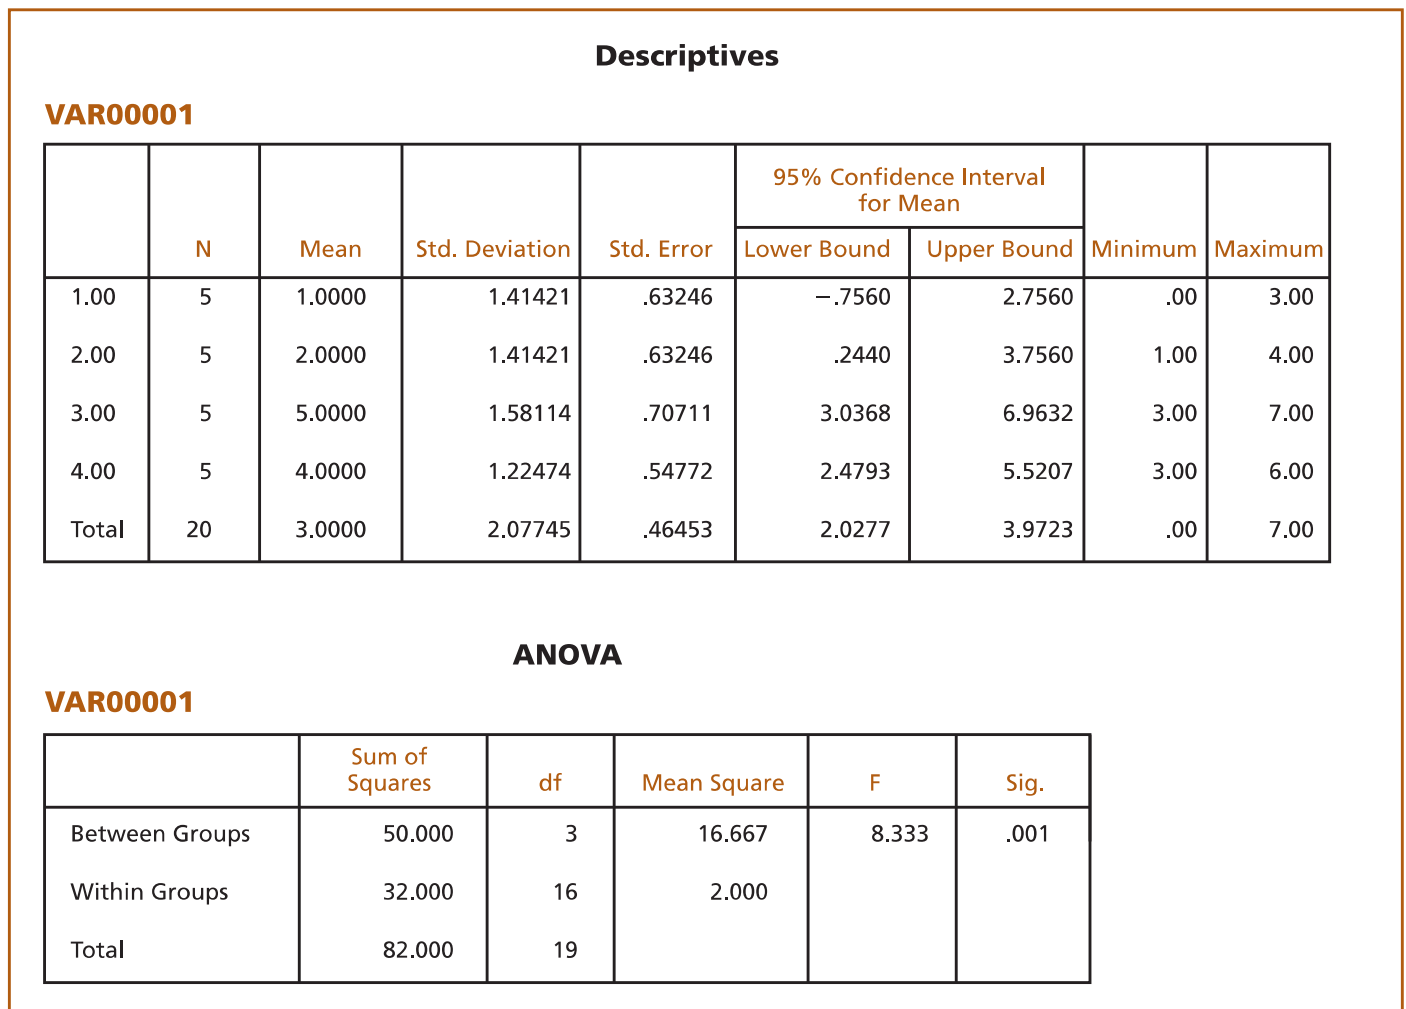 Descriptives
VAR00001
95% Confidence Interval
for Mean
N Mean Std. Deviation Std. Error Lower Bound Upper Bound Minimum Maximum
1.00 5 1.0000 1.41421 .63246 −.7560 2.7560 .00 3.00
2.00 5 2.0000 1.41421 .63246 .2440 3.7560 1.00 4.00
3.00 5 5.0000 1.58114 .70711 3.0368 6.9632 3.00 7.00
4.00 5 4.0000 1.22474 .54772 2.4793 5.5207 3.00 6.00
Total 20 3.0000 2.07745 .46453 2.0277 3.9723 .00 7.00
ANOVA
VAR00001
Sum of
Squares df Mean Square F Sig.
Between Groups 50.000 3 16.667 8.333 .001
Within Groups 32.000 16 2.000
Total 82.000 19